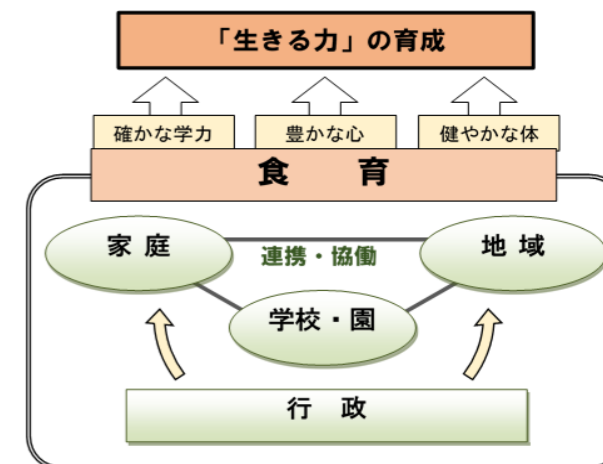 「生きる力」の育成
確かな学力
豊かな心
健やかな体
食　育
家 庭
連携・協働
地 域
学校・園
行　政